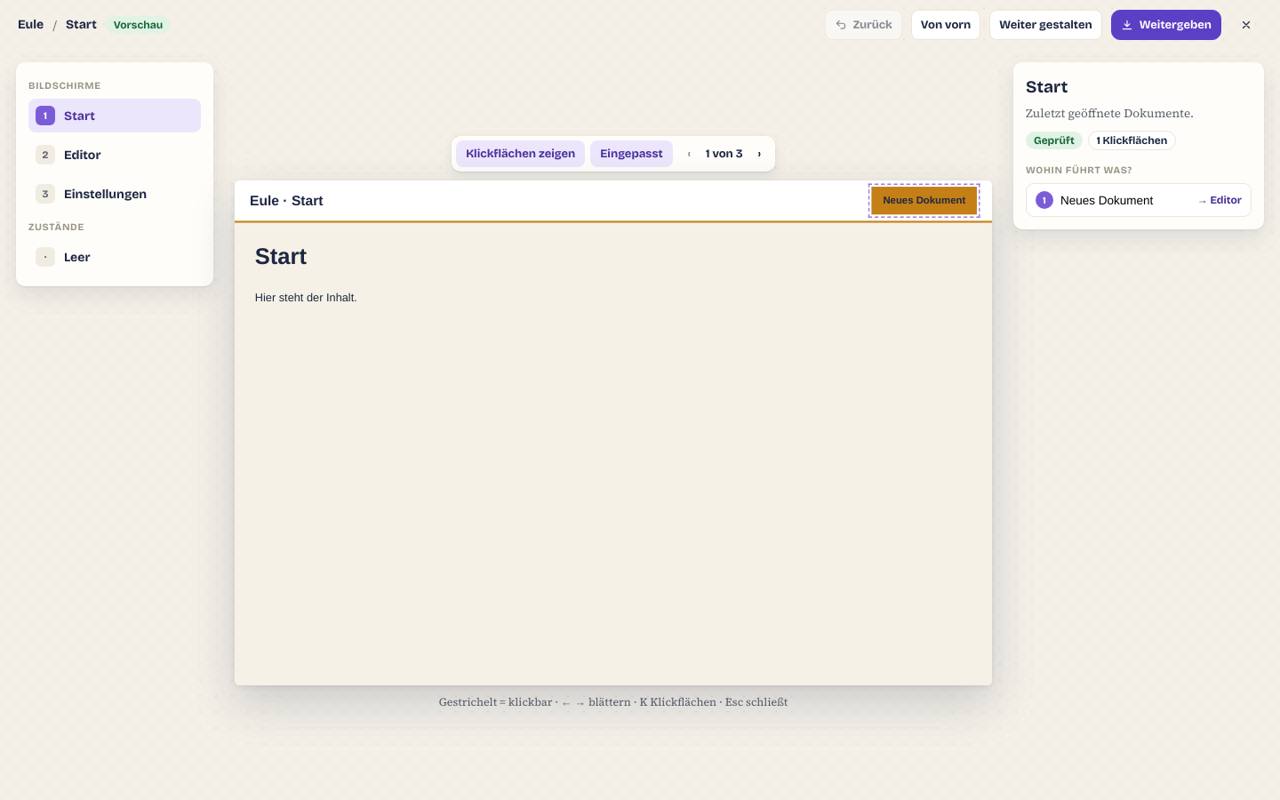 Eule / Start Vorschau
Zurück Von vorn Weiter gestalten Weitergeben ×
BILDSCHIRME
1 Start
2 Editor
3 Einstellungen
ZUSTÄNDE
· Leer
Klickflächen zeigen Eingepasst ‹ 1 von 3 ›
Eule · Start Neues Dokument
Start
Hier steht der Inhalt.
Gestrichelt = klickbar · ← → blättern · K Klickflächen · Esc schließt
Start
Zuletzt geöffnete Dokumente.
Geprüft 1 Klickflächen
WOHIN FÜHRT WAS?
1 Neues Dokument → Editor